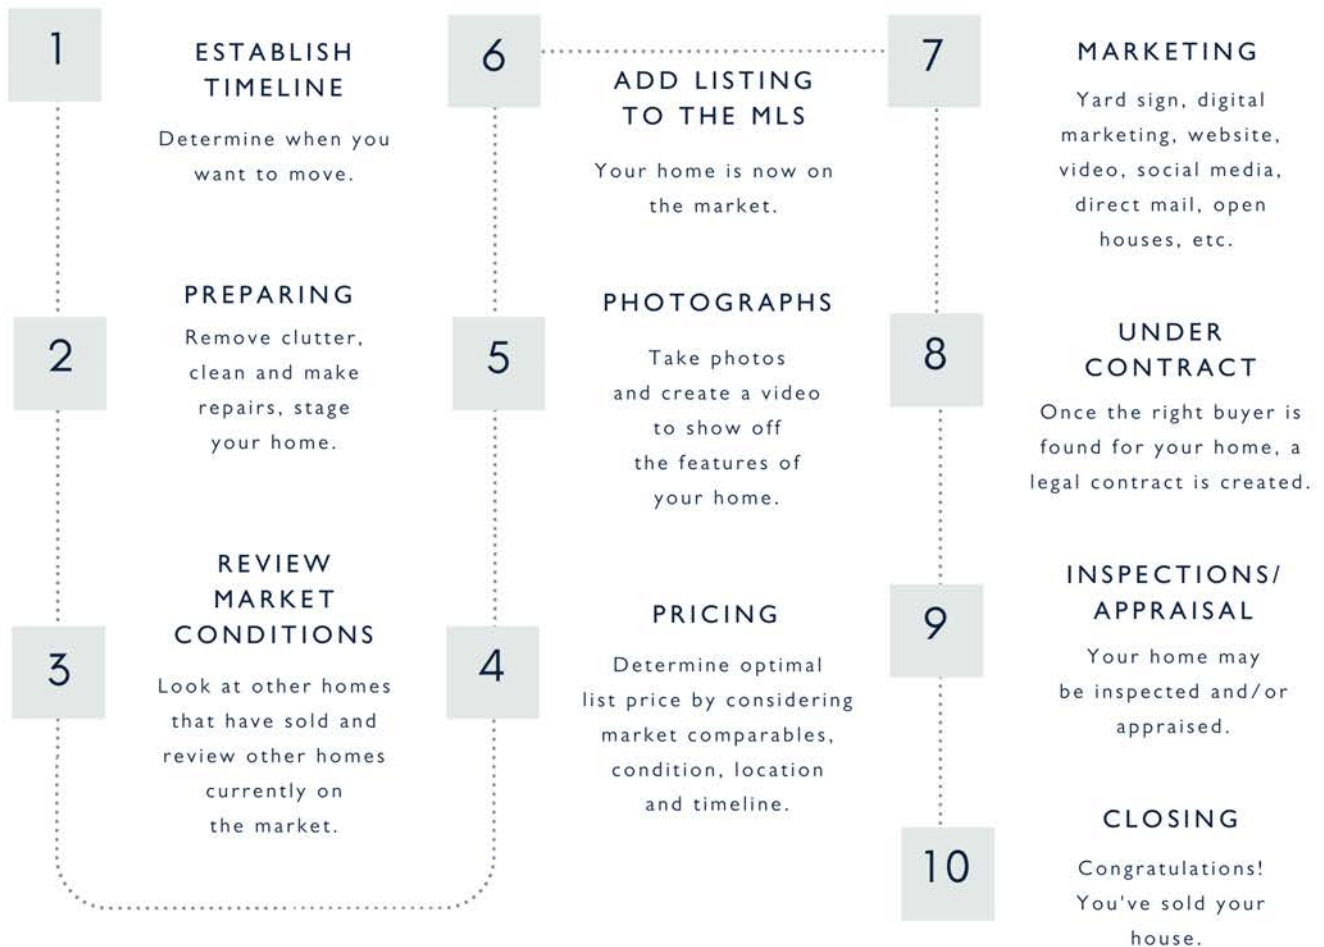 1
ESTABLISH
TIMELINE
Determine when you
want to move.
2
PREPARING
Remove clutter,
clean and make
repairs, stage
your home.
3
REVIEW
MARKET
CONDITIONS
Look at other homes
that have sold and
review other homes
currently on
the market.
4
PRICING
Determine optimal
list price by considering
market comparables,
condition, location
and timeline.
5
PHOTOGRAPHS
Take photos
and create a video
to show off
the features of
your home.
6
ADD LISTING
TO THE MLS
Your home is now on
the market.
7
MARKETING
Yard sign, digital
marketing, website,
video, social media,
direct mail, open
houses, etc.
8
UNDER
CONTRACT
Once the right buyer is
found for your home, a
legal contract is created.
9
INSPECTIONS/
APPRAISAL
Your home may
be inspected and/or
appraised.
10
CLOSING
Congratulations!
You've sold your
house.